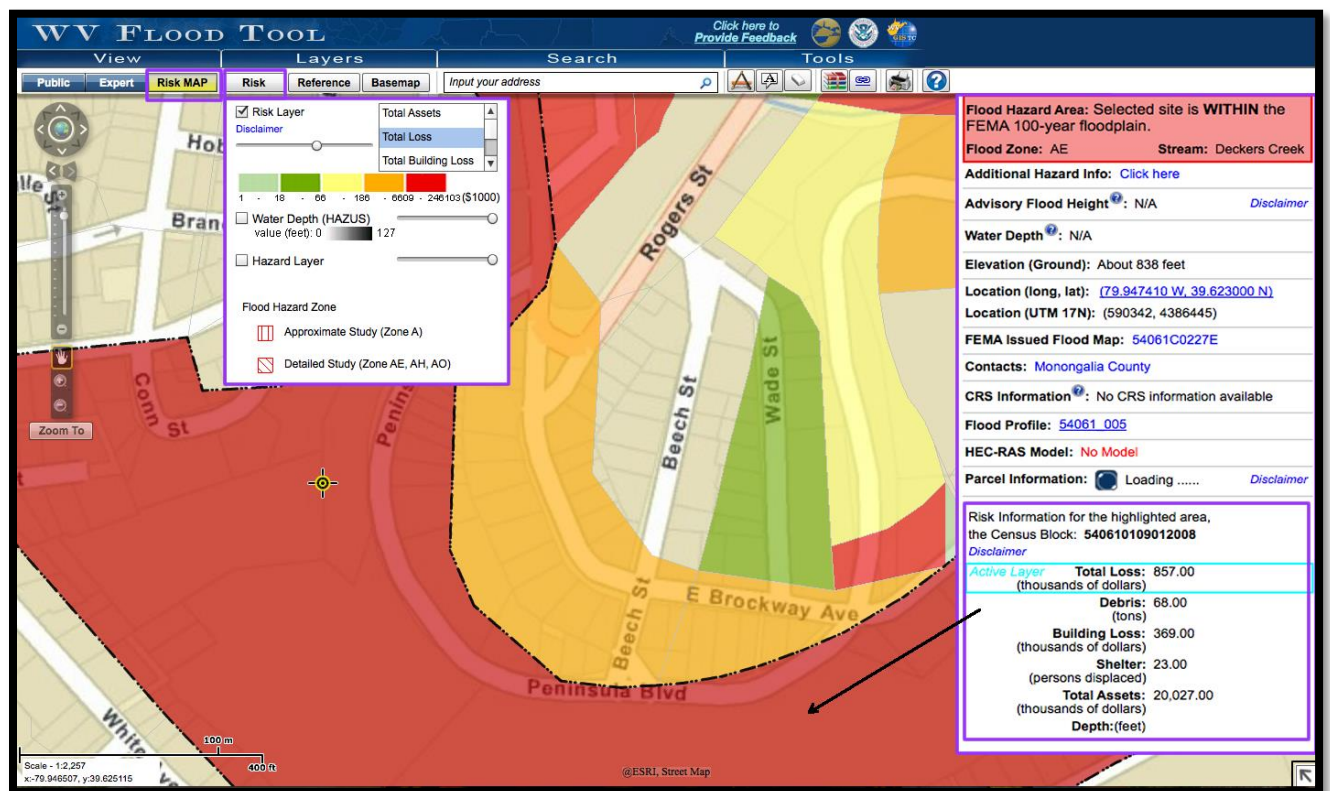 WV FLOOD TOOL
Click here to
Provide Feedback
View Layers Search Tools
Public Expert Risk MAP Risk Reference Basemap Input your address
Risk Layer
Disclaimer
Total Assets
Total Loss
Total Building Loss
1 - 18 - 66 - 186 - 6609 - 246103 ($1000)
Water Depth (HAZUS)
value (feet): 0 127
Hazard Layer
Flood Hazard Zone
Approximate Study (Zone A)
Detailed Study (Zone AE, AH, AO)
Zoom To
Conn St
Rogers St
Beech St
Wade St
E Brockway Ave
Beech St
Peninsula Blvd
White
100 m
400 ft
Scale - 1:2,257
x:-79.946507, y:39.625115
@ESRI, Street Map
Flood Hazard Area: Selected site is WITHIN the
FEMA 100-year floodplain.
Flood Zone: AE Stream: Deckers Creek
Additional Hazard Info: Click here
Advisory Flood Height?: N/A Disclaimer
Water Depth?: N/A
Elevation (Ground): About 838 feet
Location (long, lat): (79.947410 W, 39.623000 N)
Location (UTM 17N): (590342, 4386445)
FEMA Issued Flood Map: 54061C0227E
Contacts: Monongalia County
CRS Information?: No CRS information available
Flood Profile: 54061_005
HEC-RAS Model: No Model
Parcel Information: Loading ...... Disclaimer
Risk Information for the highlighted area,
the Census Block: 540610109012008
Disclaimer
Active Layer Total Loss: 857.00
(thousands of dollars)
Debris: 68.00
(tons)
Building Loss: 369.00
(thousands of dollars)
Shelter: 23.00
(persons displaced)
Total Assets: 20,027.00
(thousands of dollars)
Depth:(feet)